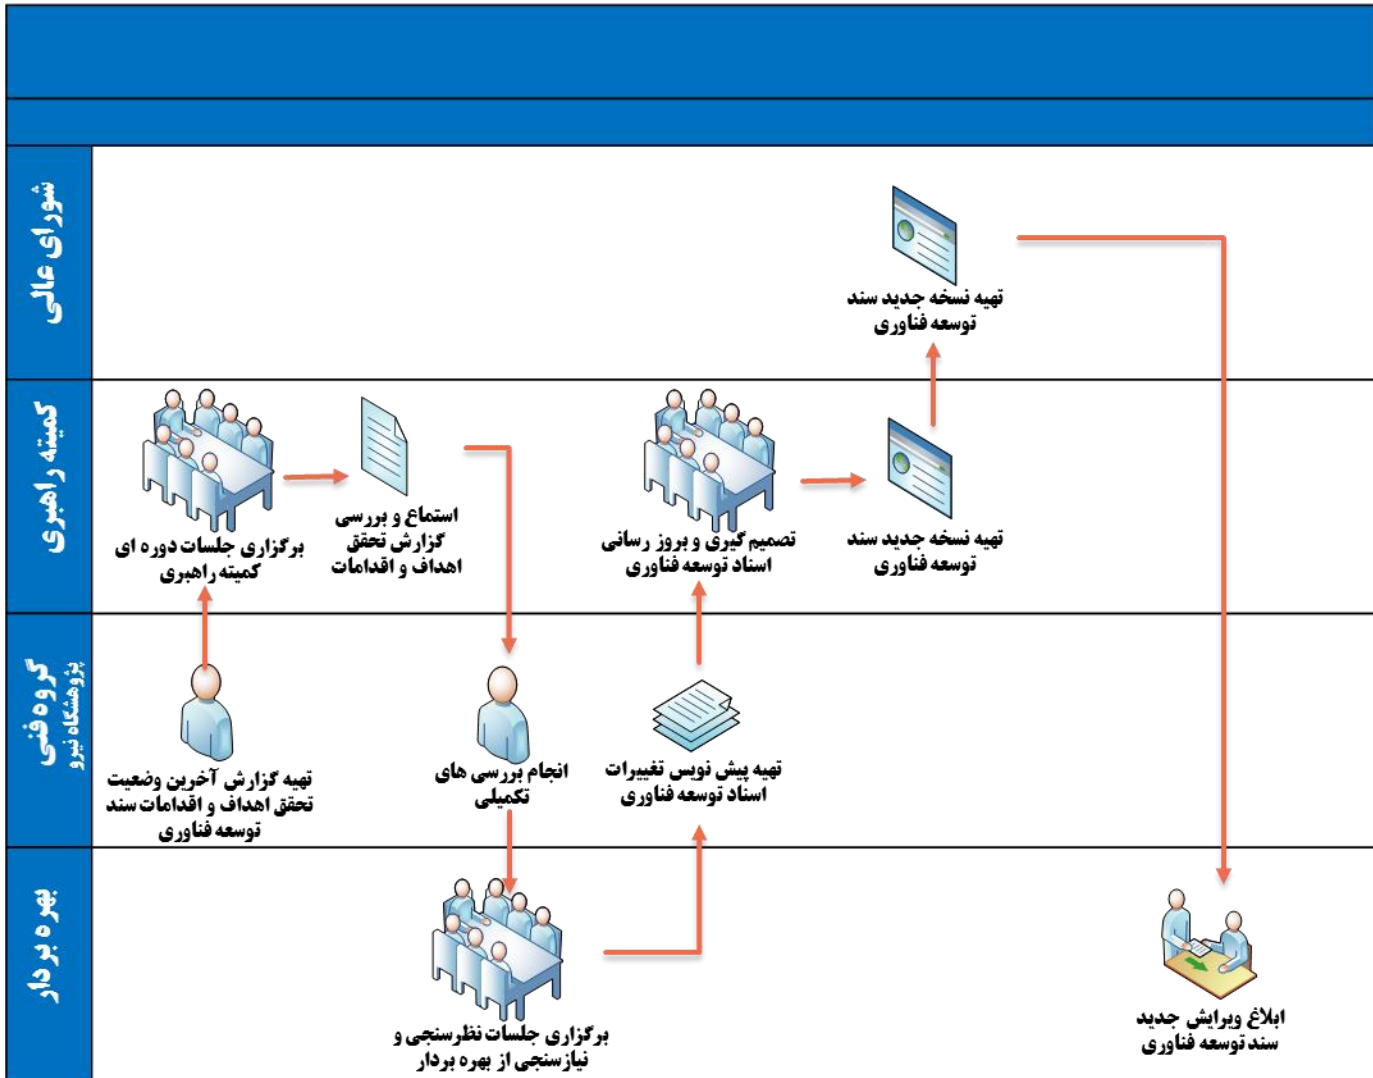 شورای عالی
تهیه نسخه جدید سند
توسعه فناوری
کمیته راهبری
برگزاری جلسات دوره ای
کمیته راهبری
استماع و بررسی
گزارش تحقق
اهداف و اقدامات
تصمیم گیری و بروز رسانی
اسناد توسعه فناوری
تهیه نسخه جدید سند
توسعه فناوری
گروه فنی
پژوهشگاه نیرو
تهیه گزارش آخرین وضعیت
تحقق اهداف و اقدامات سند
توسعه فناوری
انجام بررسی های
تکمیلی
تهیه پیش نویس تغییرات
اسناد توسعه فناوری
بهره بردار
برگزاری جلسات نظرسنجی و
نیازسنجی از بهره بردار
ابلاغ ویرایش جدید
سند توسعه فناوری